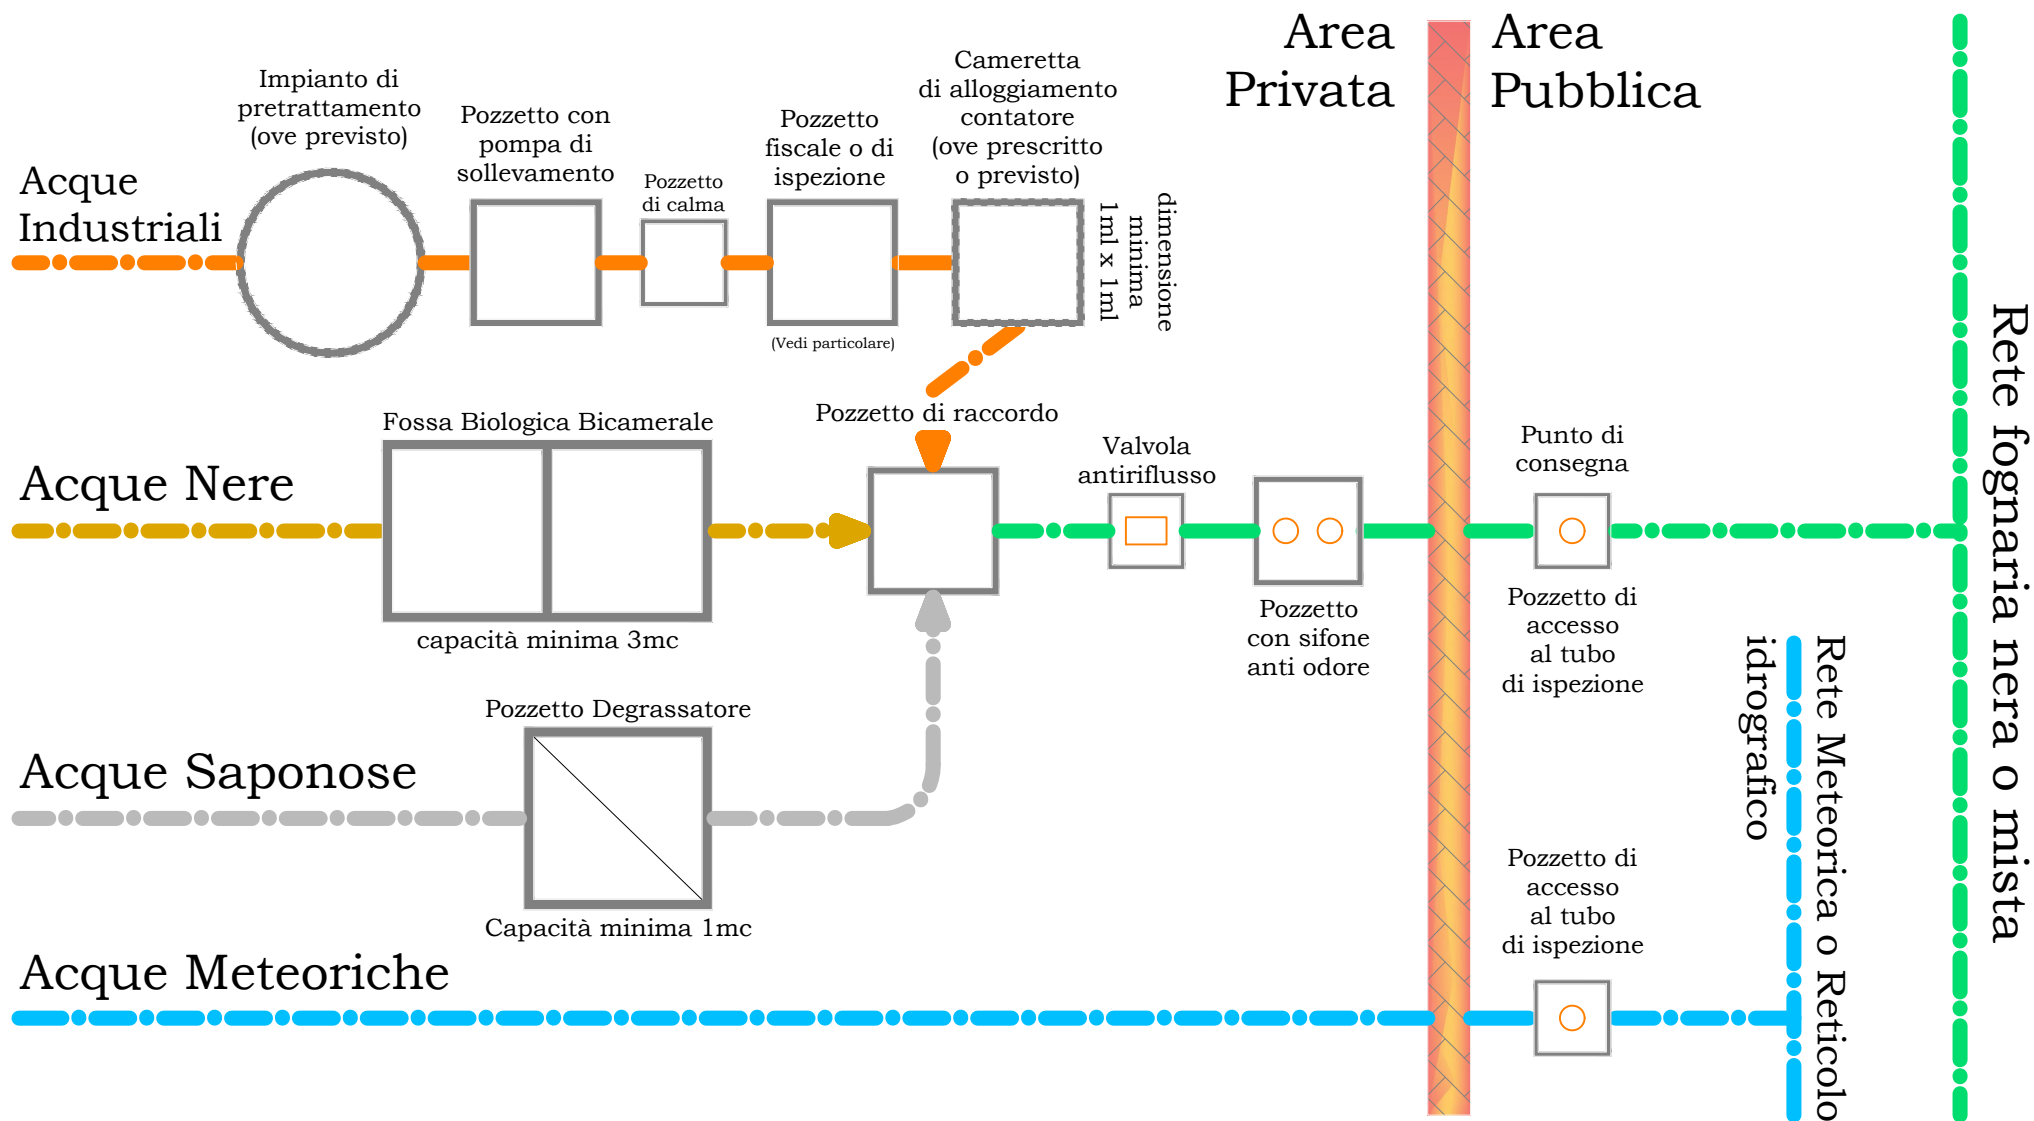 Area
Privata
Area
Pubblica
Impianto di
pretrattamento
(ove previsto)
Pozzetto con
pompa di
sollevamento
Pozzetto
di calma
Pozzetto
fiscale o di
ispezione
(Vedi particolare)
Cameretta
di alloggiamento
contatore
(ove prescritto
o previsto)
dimensione
minima
1ml x 1ml
Acque
Industriali
Pozzetto di raccordo
Fossa Biologica Bicamerale
capacità minima 3mc
Acque Nere
Valvola
antiriflusso
Pozzetto
con sifone
anti odore
Punto di
consegna
Pozzetto di
accesso
al tubo
di ispezione
Rete fognaria nera o mista
Pozzetto Degrassatore
Capacità minima 1mc
Acque Saponose
Rete Meteorica o Reticolo
idrografico
Pozzetto di
accesso
al tubo
di ispezione
Acque Meteoriche